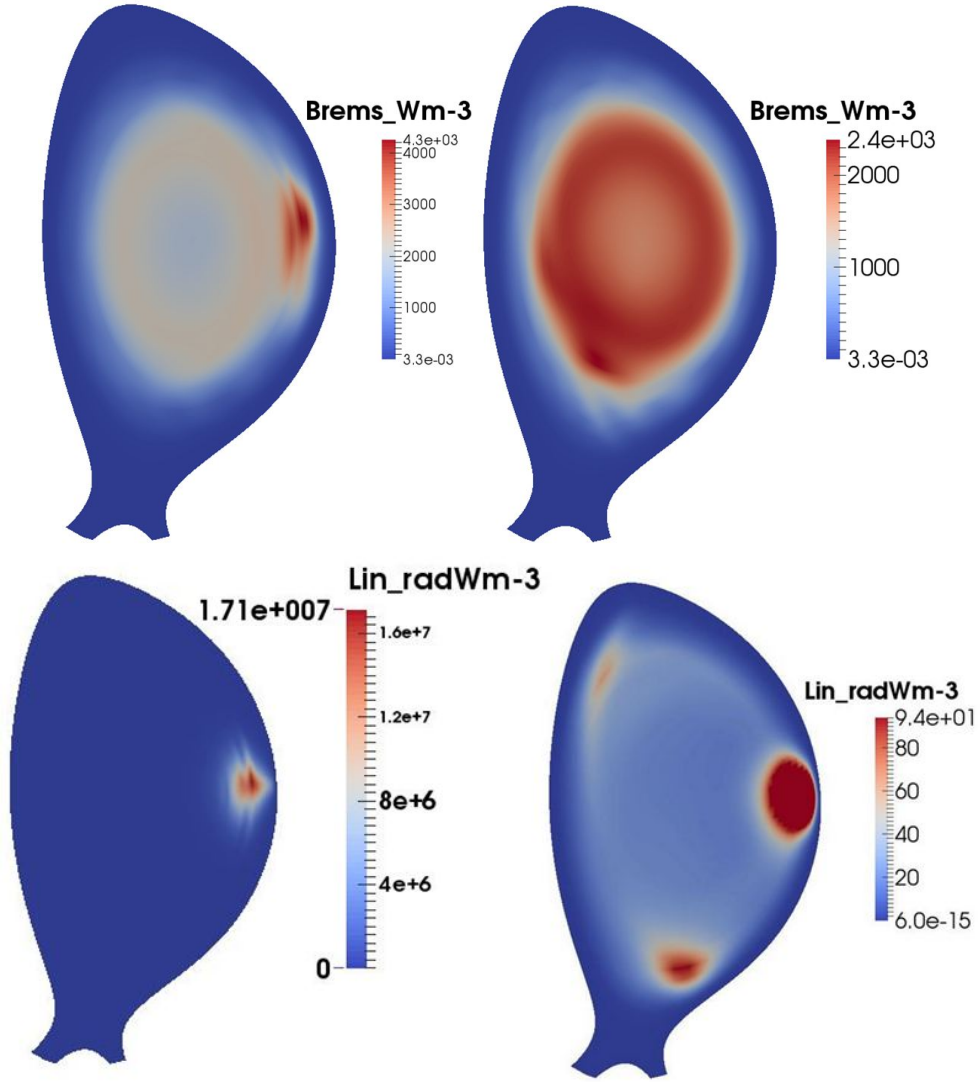 Brems_Wm-3
4.3e+03
4000
3000
2000
1000
3.3e-03
Brems_Wm-3
2.4e+03
2000
1000
3.3e-03
Lin_radWm-3
1.71e+007
1.6e+7
1.2e+7
8e+6
4e+6
0
Lin_radWm-3
9.4e+01
80
60
40
20
6.0e-15